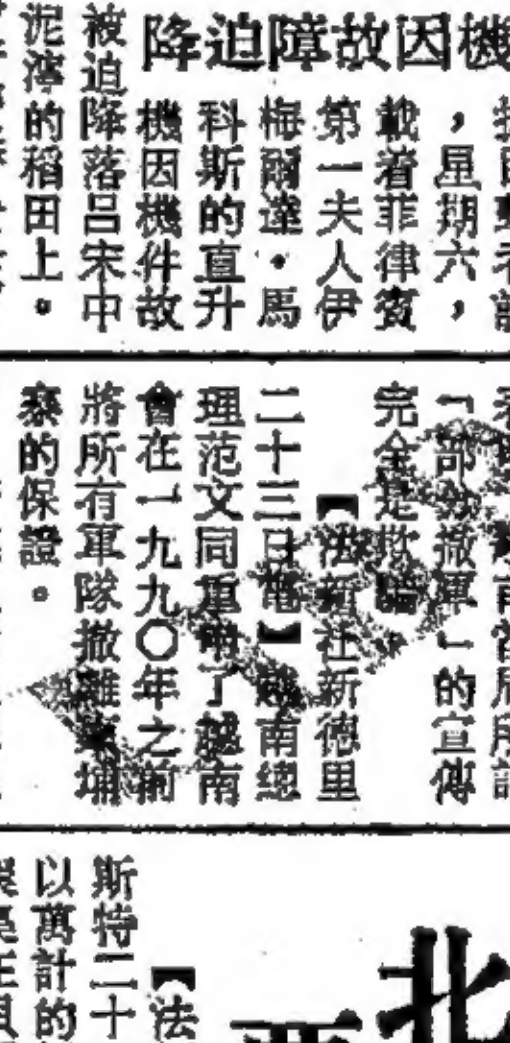 機因故障迫降
，星期六，
載着菲律賓
第一夫人伊
梅爾達·馬
科斯的直升
機因機件故
被迫降落呂宋中
泥濘的稻田上。
「部份撤軍」的宣傳
完全是欺騙。
【法新社新德里
二十三日電】越南總
理范文同重申了越南
會在一九九〇年之前
將所有軍隊撤離柬埔
寨的保證。
北
【法
斯特二十
以萬計的